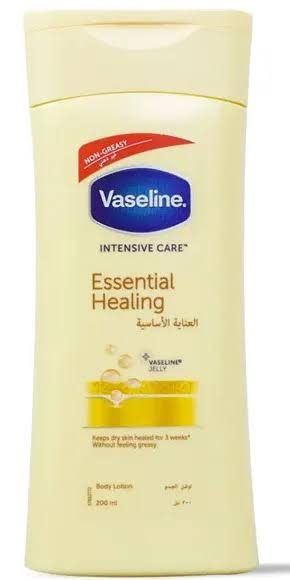 NON-GREASY
غير دهني
Vaseline.
INTENSIVE CARE™
Essential
Healing
العناية الأساسية
VASELINE®
JELLY
Keeps dry skin healed for 3 weeks*
Without feeling greasy
Body Lotion لوشن الجسم
200 ml ٢٠٠ مل